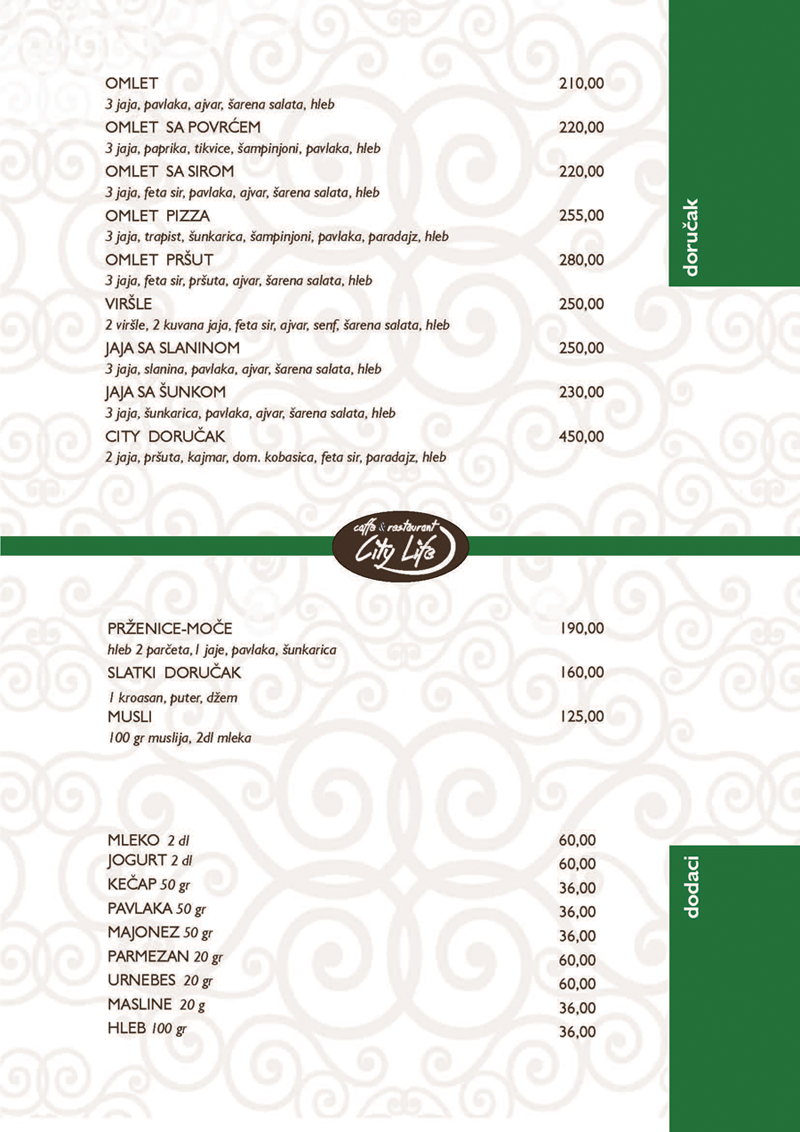 OMLET 210,00
3 jaja, pavlaka, ajvar, šarena salata, hleb
OMLET SA POVRĆEM 220,00
3 jaja, paprika, tikvice, šampinjoni, pavlaka, hleb
OMLET SA SIROM 220,00
3 jaja, feta sir, pavlaka, ajvar, šarena salata, hleb
OMLET PIZZA 255,00
3 jaja, trapist, šunkarica, šampinjoni, pavlaka, paradajz, hleb
OMLET PRŠUT 280,00
3 jaja, feta sir, pršuta, ajvar, šarena salata, hleb
VIRŠLE 250,00
2 viršle, 2 kuvana jaja, feta sir, ajvar, senf, šarena salata, hleb
JAJA SA SLANINOM 250,00
3 jaja, slanina, pavlaka, ajvar, šarena salata, hleb
JAJA SA ŠUNKOM 230,00
3 jaja, šunkarica, pavlaka, ajvar, šarena salata, hleb
CITY DORUČAK 450,00
2 jaja, pršuta, kajmar, dom. kobasica, feta sir, paradajz, hleb
doručak
caffe & restaurant
City Life
PRŽENICE-MOČE 190,00
hleb 2 parčeta, 1 jaje, pavlaka, šunkarica
SLATKI DORUČAK 160,00
1 kroasan, puter, džem
MUSLI 125,00
100 gr muslija, 2dl mleka
MLEKO 2 dl 60,00
JOGURT 2 dl 60,00
KEČAP 50 gr 36,00
PAVLAKA 50 gr 36,00
MAJONEZ 50 gr 36,00
PARMEZAN 20 gr 60,00
URNEBES 20 gr 60,00
MASLINE 20 g 36,00
HLEB 100 gr 36,00
dodaci